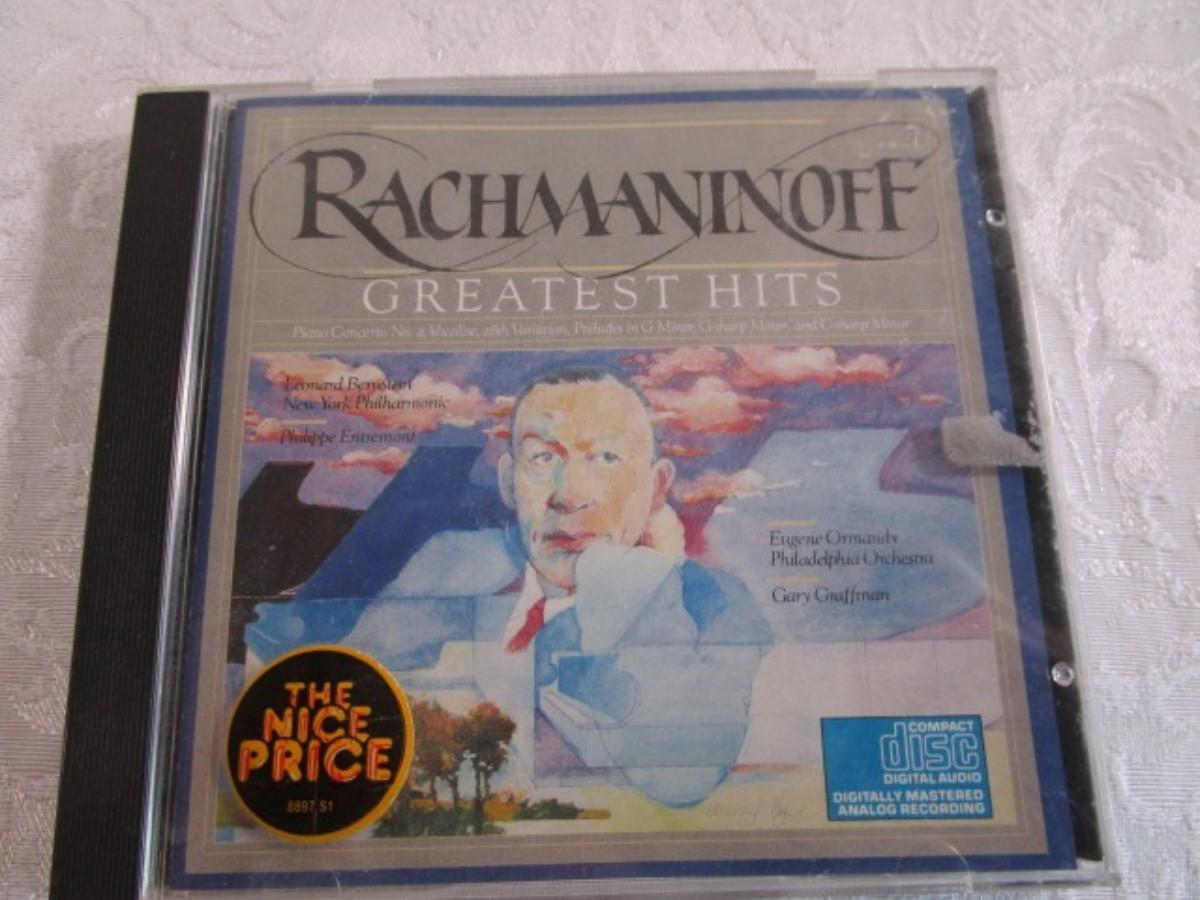 RACHMANINOFF
GREATEST HITS
Piano Concerto No. 2, Vocalise, 18th Variation, Preludes in G Minor, G-sharp Minor, and C-sharp Minor
Leonard Bernstein
New York Philharmonic
Philippe Entremont
Eugene Ormandy
Philadelphia Orchestra
Gary Graffman
THE
NICE
PRICE
8897 S1
COMPACT
disc
DIGITAL AUDIO
DIGITALLY MASTERED
ANALOG RECORDING